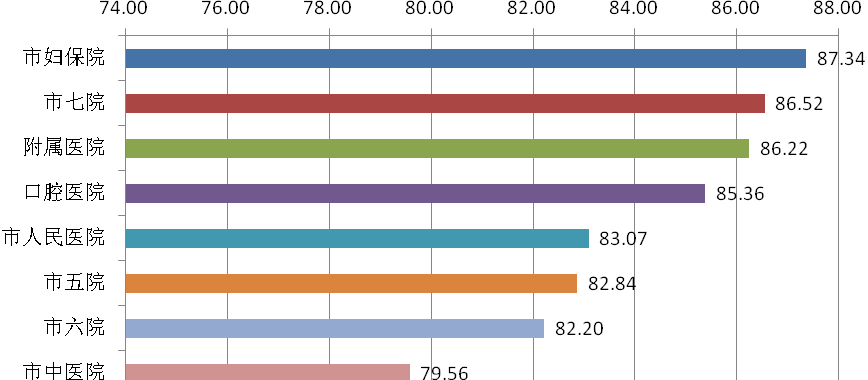 74.00 76.00 78.00 80.00 82.00 84.00 86.00 88.00
市妇保院 87.34
市七院 86.52
附属医院 86.22
口腔医院 85.36
市人民医院 83.07
市五院 82.84
市六院 82.20
市中医院 79.56